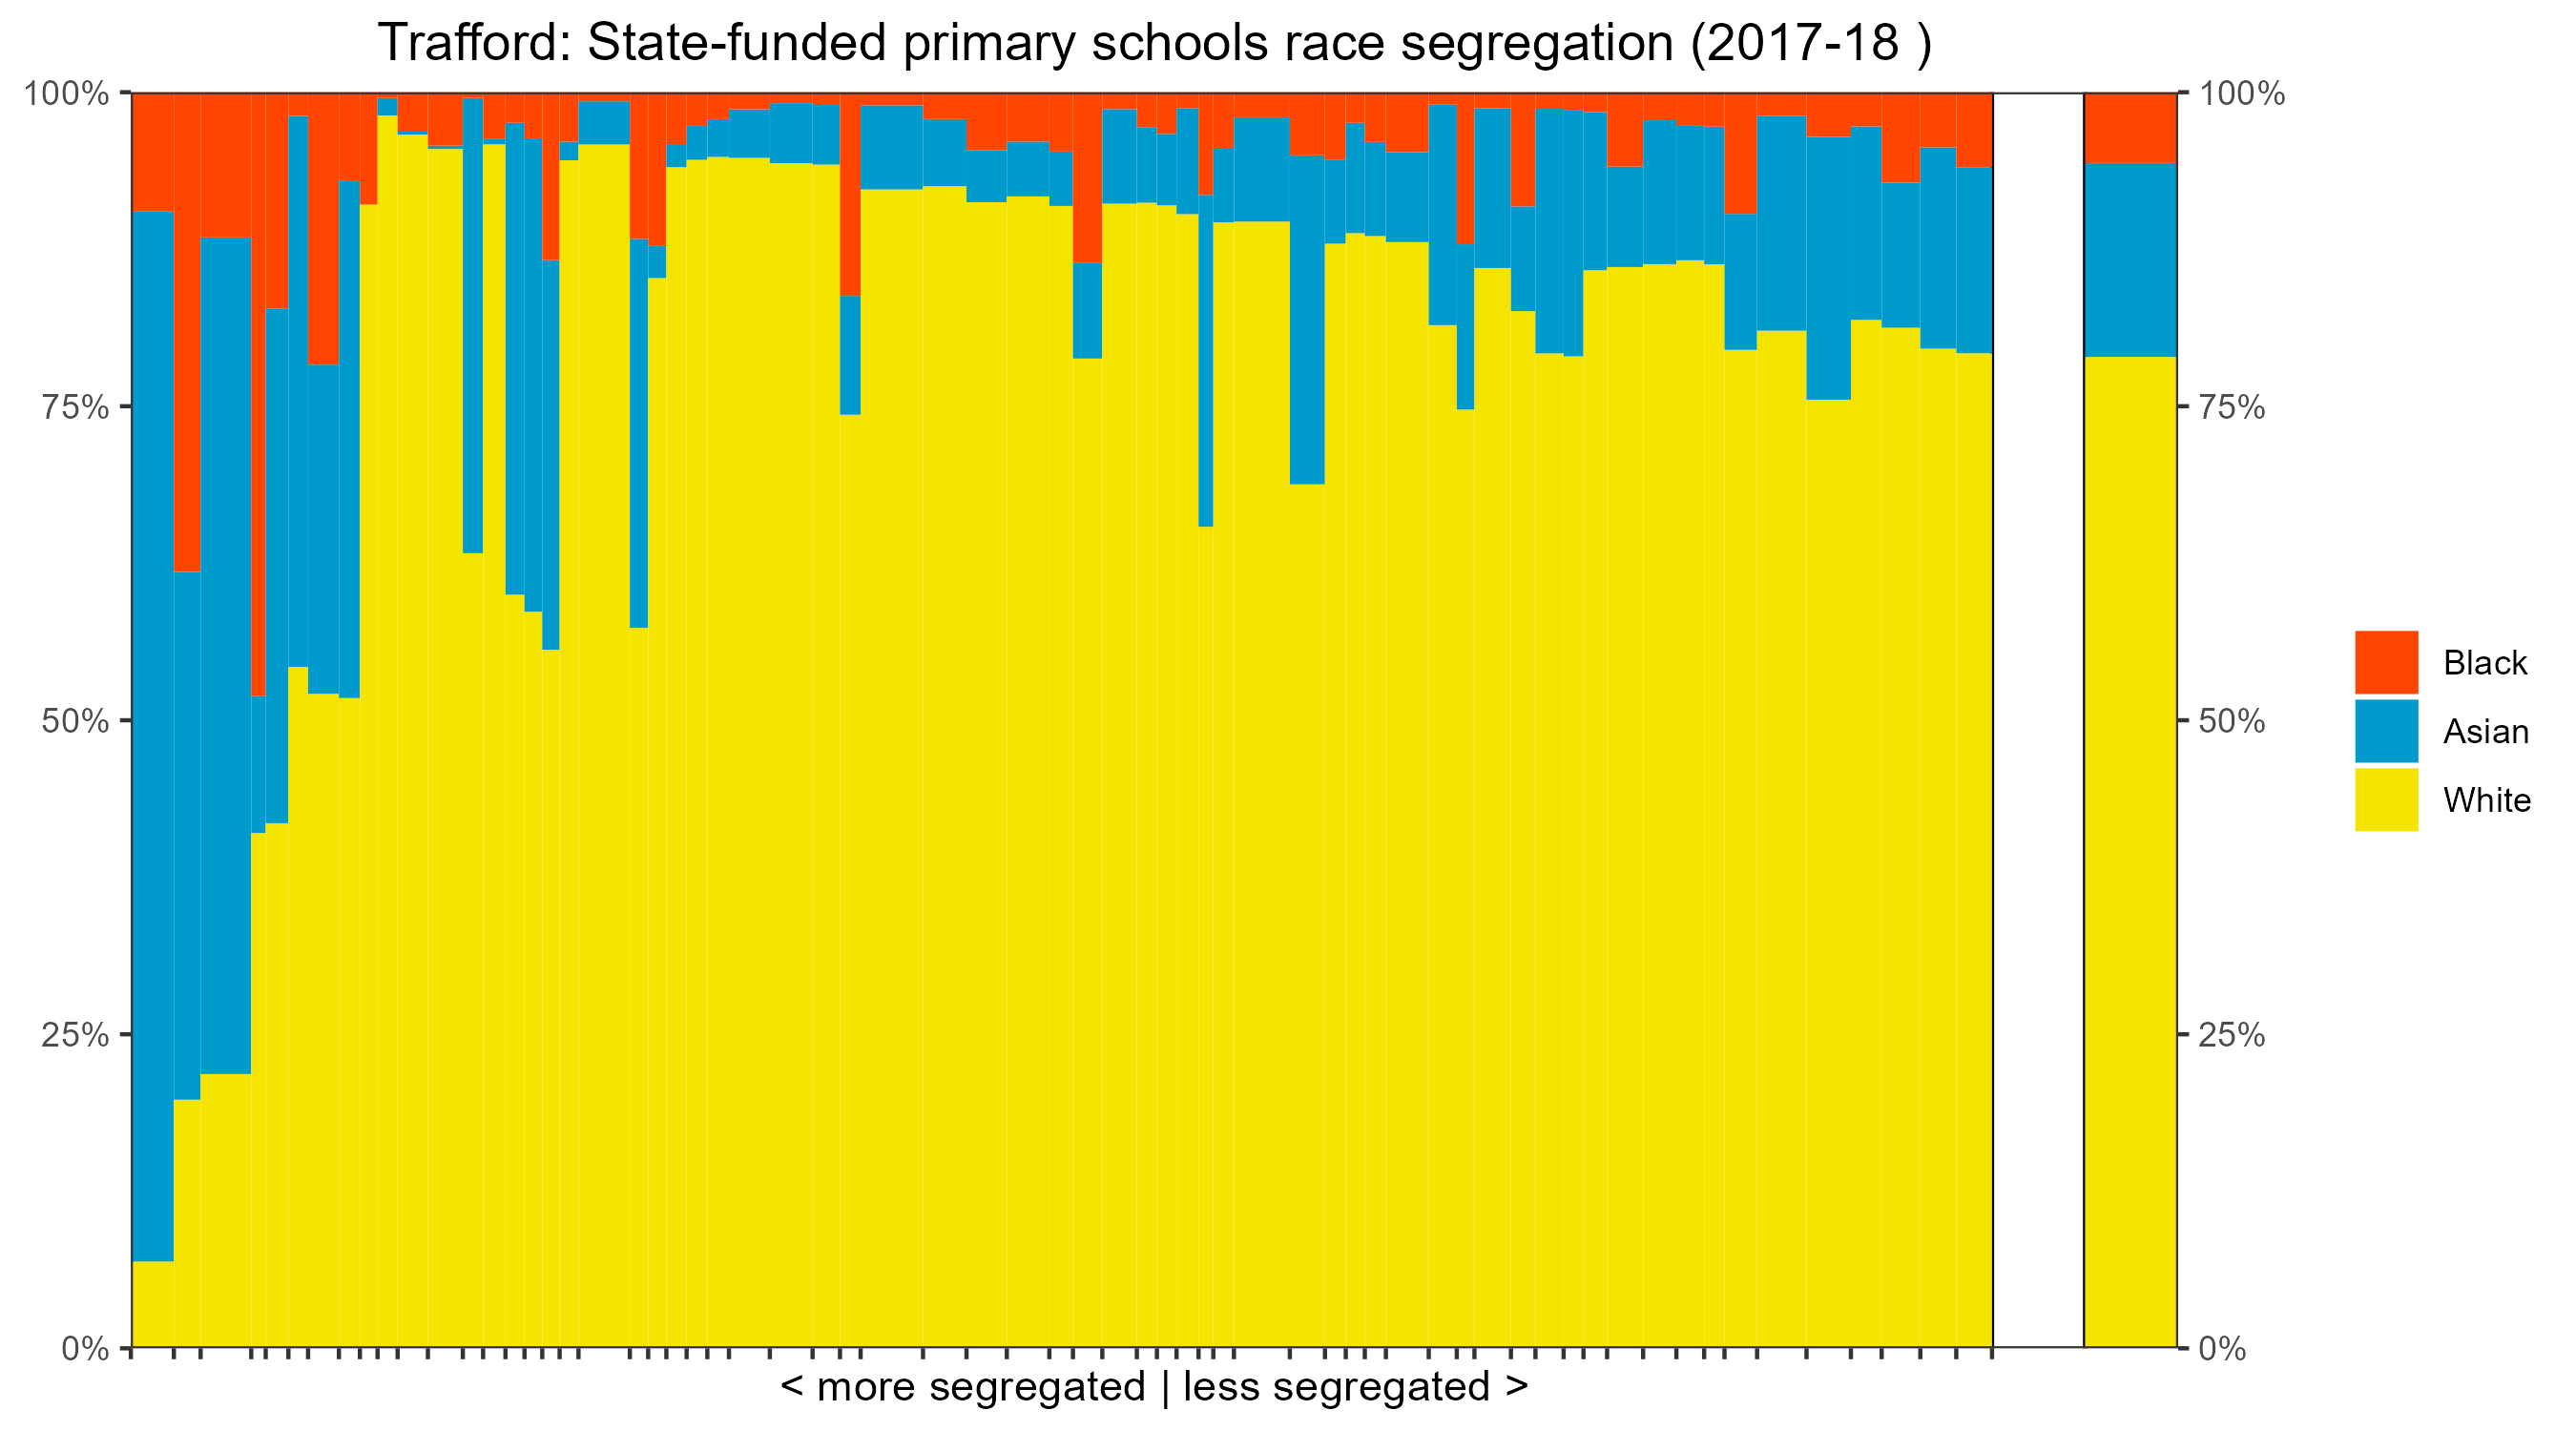 Trafford: State-funded primary schools race segregation (2017-18 )
100%
75%
50%
25%
0%
100%
75%
50%
25%
0%
Black
Asian
White
< more segregated | less segregated >